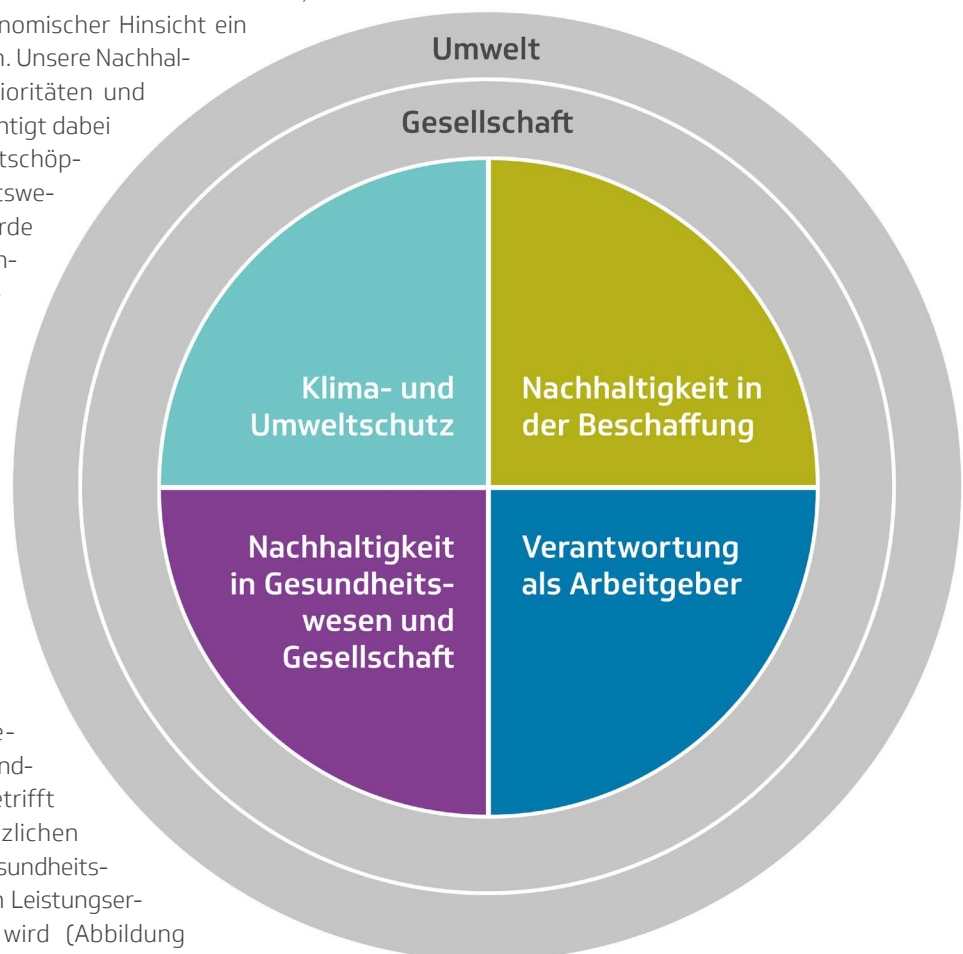 nomischer Hinsicht ein
. Unsere Nachhal-
ioritäten und
htigt dabei
tschöp-
tswe-
rde
n-
e-
nd-
etrifft
zlichen
sundheits-
n Leistungser-
wird (Abbildung
Umwelt
Gesellschaft
Klima- und
Umweltschutz
Nachhaltigkeit in
der Beschaffung
Nachhaltigkeit
in Gesundheits-
wesen und
Gesellschaft
Verantwortung
als Arbeitgeber